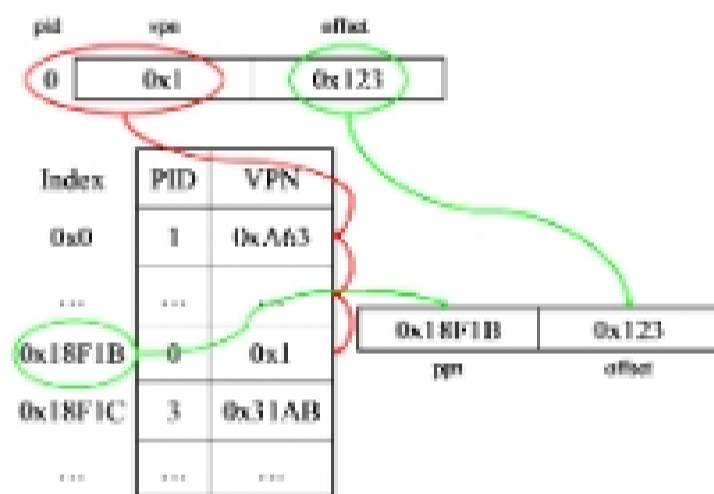 pid vpn offset
0 0x1 0x123
Index PID VPN
0x0 1 0xA63
... ... ...
0x18F1B 0 0x1 0x18F1B 0x123
ppn offset
0x18F1C 3 0x31AB
... ... ...